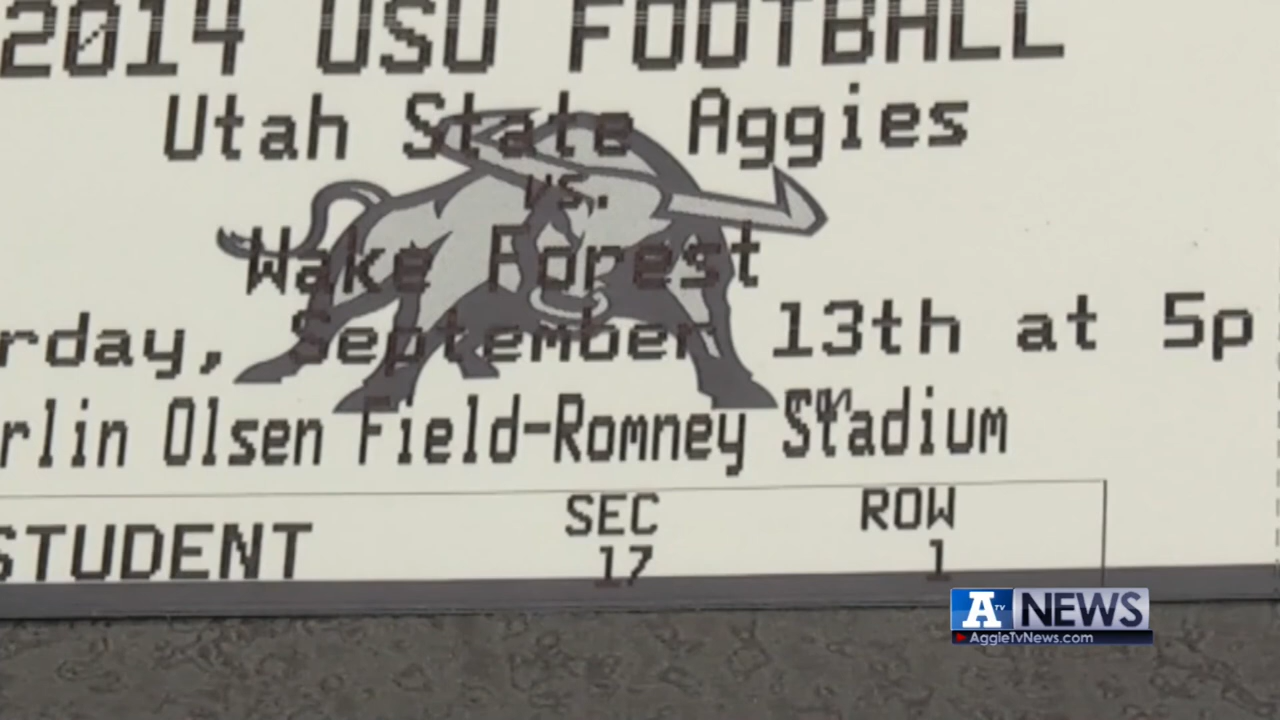 2014 USU FOOTBALL
Utah State Aggies
vs.
Wake Forest
rday, September 13th at 5p
rlin Olsen Field-Romney Stadium
STUDENT SEC ROW
17 1
A TV NEWS
AggieTvNews.com